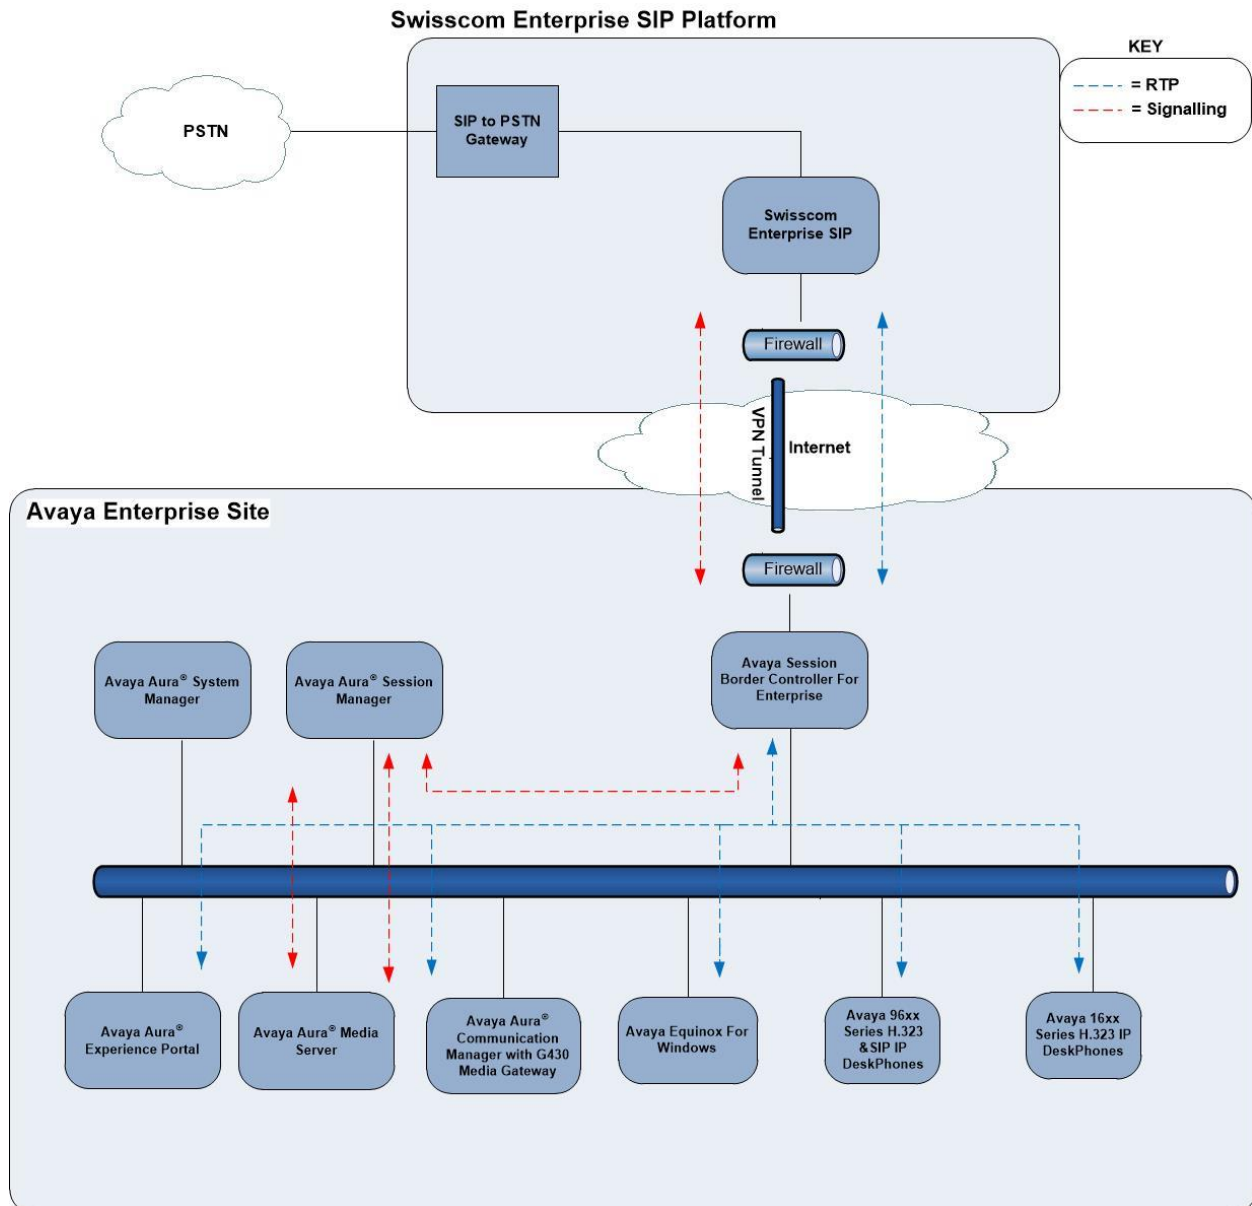 Swisscom Enterprise SIP Platform
KEY
= RTP
= Signalling
PSTN
SIP to PSTN
Gateway
Swisscom
Enterprise SIP
Firewall
VPN Tunnel
Internet
Avaya Enterprise Site
Firewall
Avaya Aura® System
Manager
Avaya Aura® Session
Manager
Avaya Session
Border Controller For
Enterprise
Avaya Aura®
Experience Portal
Avaya Aura® Media
Server
Avaya Aura®
Communication
Manager with G430
Media Gateway
Avaya Equinox For
Windows
Avaya 96xx
Series H.323
&SIP IP
DeskPhones
Avaya 16xx
Series H.323 IP
DeskPhones